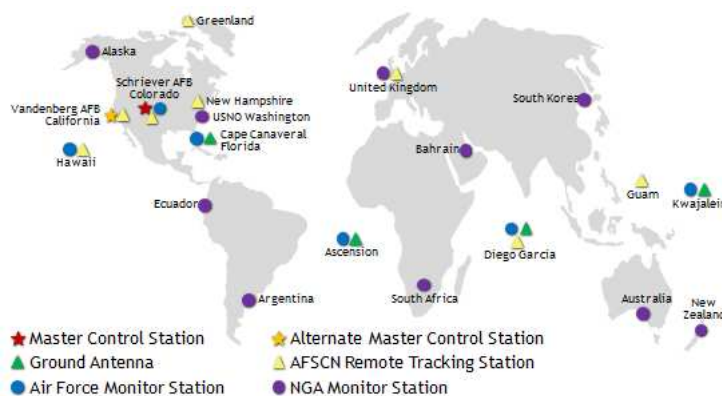 Greenland
Alaska
Schriever AFB
Colorado
Vandenberg AFB
California
New Hampshire
USNO Washington
Cape Canaveral
Florida
Hawaii
United Kingdom
South Korea
Bahrain
Guam
Kwajalein
Ecuador
Ascension
Diego Garcia
Argentina
South Africa
Australia
New
Zealand
Master Control Station
Alternate Master Control Station
Ground Antenna
AFSCN Remote Tracking Station
Air Force Monitor Station
NGA Monitor Station